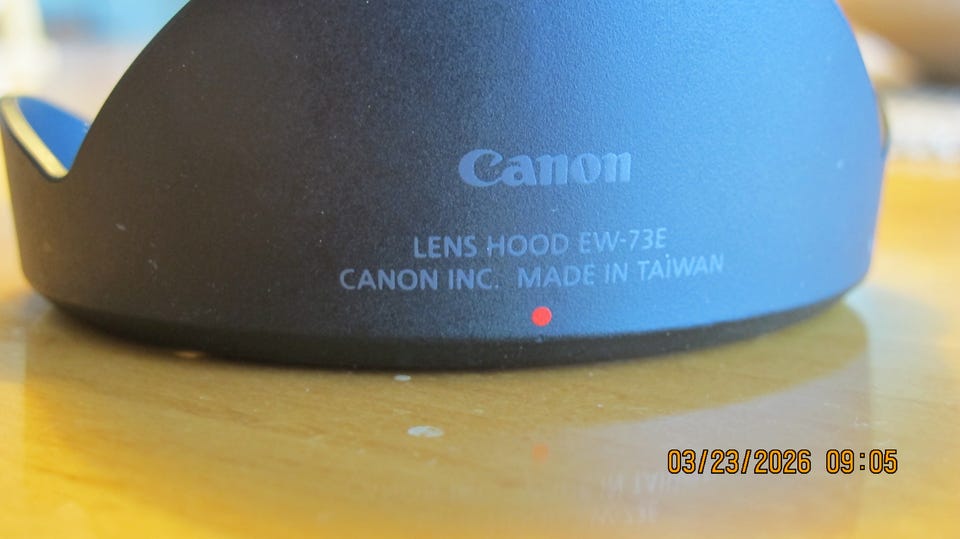 Canon
LENS HOOD EW-73E
CANON INC. MADE IN TAiWAN
03/23/2026 09:05